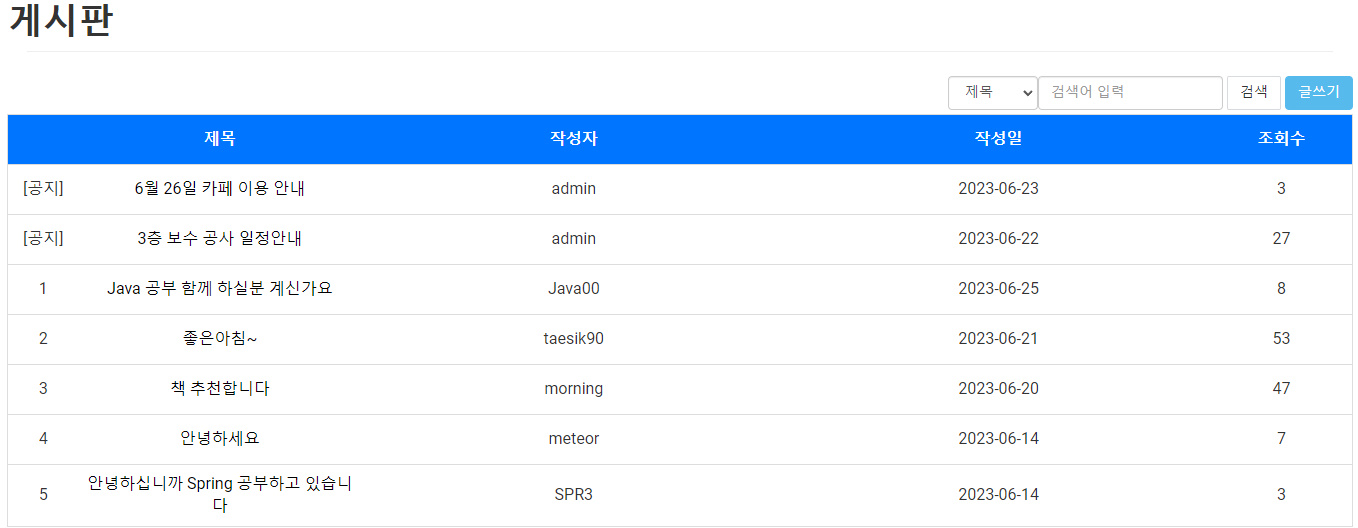 게시판
제목 검색어 입력 검색 글쓰기
제목 작성자 작성일 조회수
[공지] 6월 26일 카페 이용 안내 admin 2023-06-23 3
[공지] 3층 보수 공사 일정안내 admin 2023-06-22 27
1 Java 공부 함께 하실분 계신가요 Java00 2023-06-25 8
2 좋은아침~ taesik90 2023-06-21 53
3 책 추천합니다 morning 2023-06-20 47
4 안녕하세요 meteor 2023-06-14 7
5 안녕하십니까 Spring 공부하고 있습니 SPR3 2023-06-14 3
다